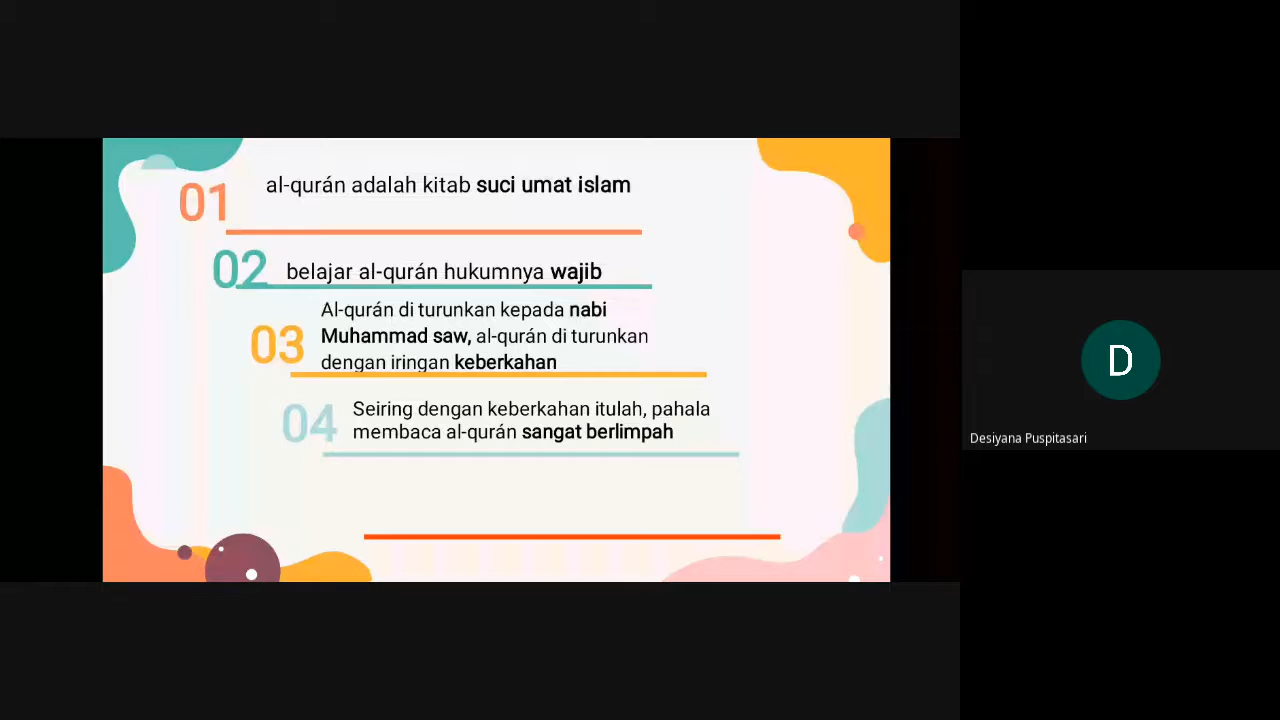 01
al-qurán adalah kitab suci umat islam
02
belajar al-qurán hukumnya wajib
03
Al-qurán di turunkan kepada nabi
Muhammad saw, al-qurán di turunkan
dengan iringan keberkahan
04
Seiring dengan keberkahan itulah, pahala
membaca al-qurán sangat berlimpah
D
Desiyana Puspitasari